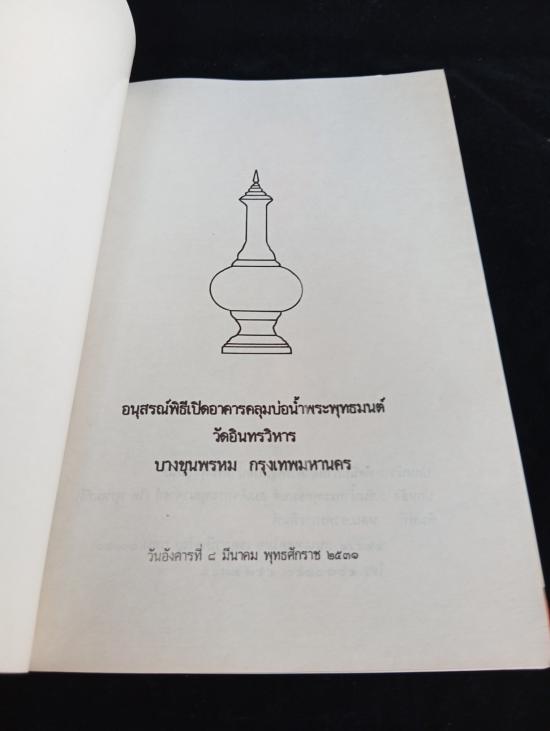 อนุสรณ์พิธีเปิดอาคารคลุมบ่อน้ำพระพุทธมนต์
วัดอินทรวิหาร
บางขุนพรหม กรุงเทพมหานคร
วันอังคารที่ ๘ มีนาคม พุทธศักราช ๒๕๓๑